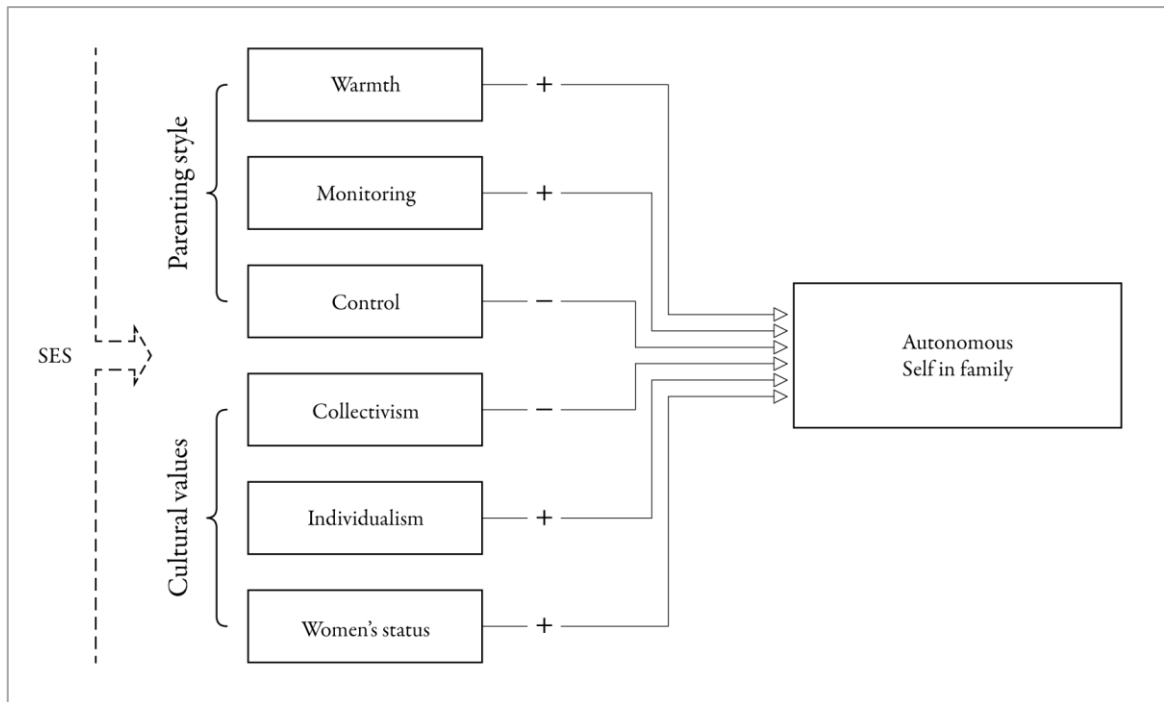 Parenting style
Warmth
+
Monitoring
+
Control
−
SES
Autonomous
Self in family
Cultural values
Collectivism
−
Individualism
+
Women’s status
+